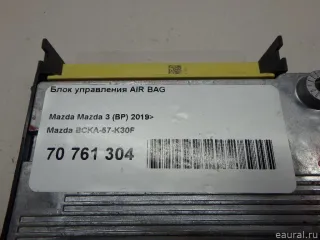 Блок управления AIR BAG
Mazda Mazda 3 (BP) 2019>
Mazda BCKA-57-K30F
70 761 304
eaural.ru